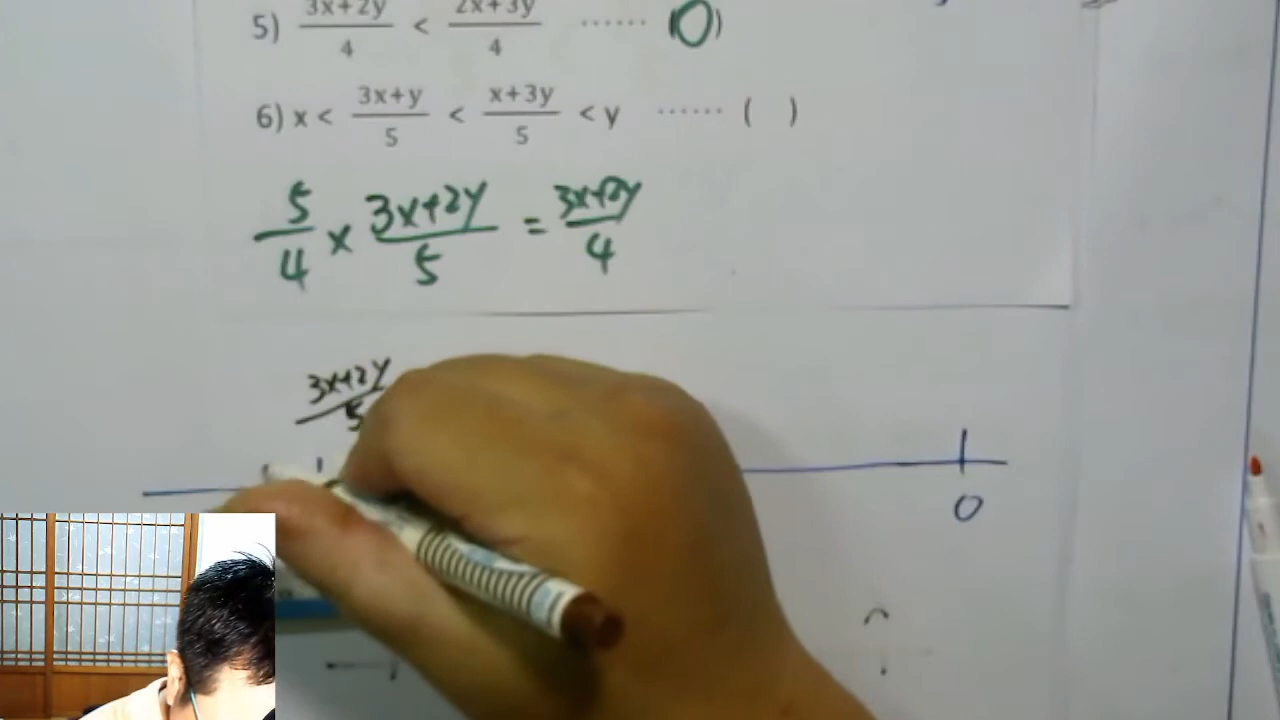 5) (3x+2y)/4 < (2x+3y)/4 ⋯⋯ (O)
6) x < (3x+y)/5 < (x+3y)/5 < y ⋯⋯ ( )
5/4 × (3x+2y)/5 = (3x+2y)/4
(3x+2y)/5
0